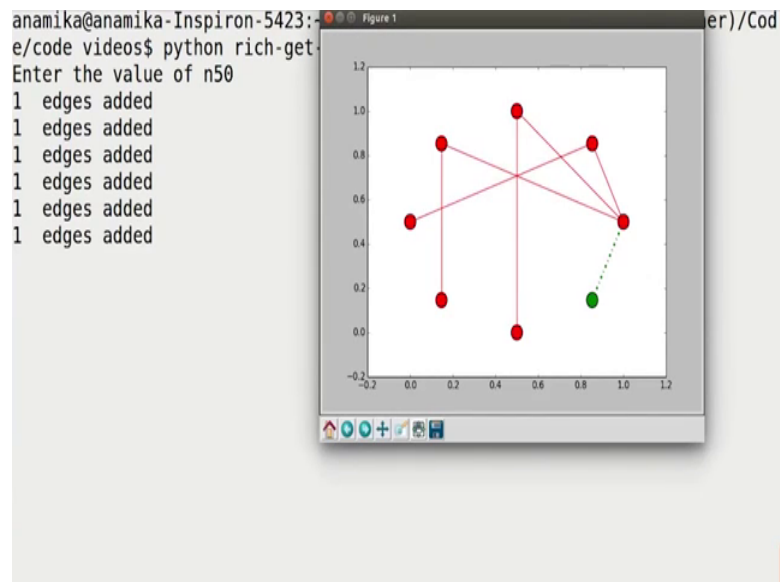 anamika@anamika-Inspiron-5423:~
er)/Cod
e/code videos$ python rich-get-
Enter the value of n50
1 edges added
1 edges added
1 edges added
1 edges added
1 edges added
1 edges added
Figure 1
1.2
1.0
0.8
0.6
0.4
0.2
0.0
−0.2
−0.2 0.0 0.2 0.4 0.6 0.8 1.0 1.2